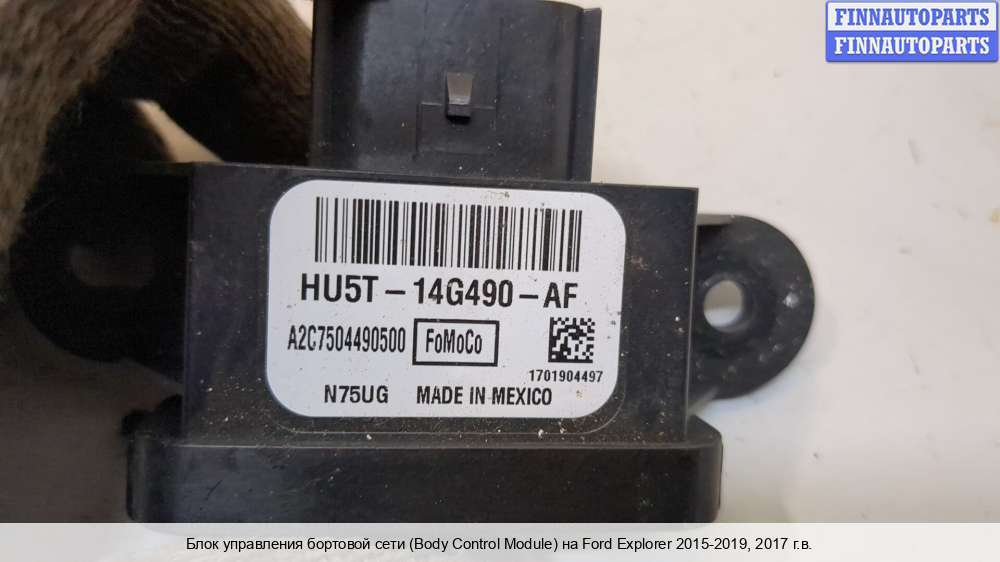 FINNAUTOPARTS
FINNAUTOPARTS
HU5T-14G490-AF
A2C7504490500 FoMoCo
1701904497
N75UG MADE IN MEXICO
Блок управления бортовой сети (Body Control Module) на Ford Explorer 2015-2019, 2017 г.в.